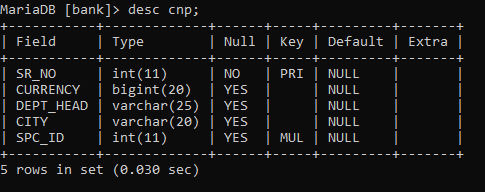 MariaDB [bank]> desc cnp;
+-----------+-------------+------+-----+---------+-------+
| Field     | Type        | Null | Key | Default | Extra |
+-----------+-------------+------+-----+---------+-------+
| SR_NO     | int(11)     | NO   | PRI | NULL    |       |
| CURRENCY  | bigint(20)  | YES  |     | NULL    |       |
| DEPT_HEAD | varchar(25) | YES  |     | NULL    |       |
| CITY      | varchar(20) | YES  |     | NULL    |       |
| SPC_ID    | int(11)     | YES  | MUL | NULL    |       |
+-----------+-------------+------+-----+---------+-------+
5 rows in set (0.030 sec)